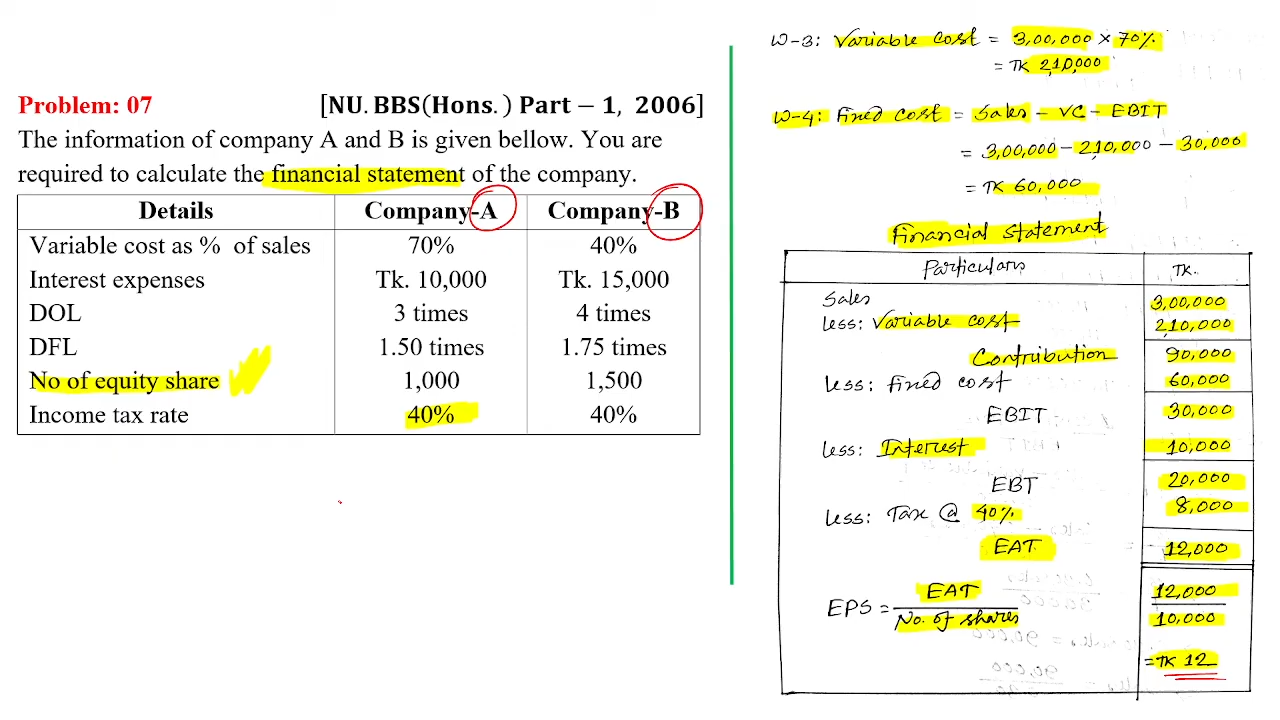 Problem: 07 [NU. BBS(Hons. ) Part − 1, 2006]
The information of company A and B is given bellow. You are
required to calculate the financial statement of the company.
Details Company-A Company-B
Variable cost as % of sales 70% 40%
Interest expenses Tk. 10,000 Tk. 15,000
DOL 3 times 4 times
DFL 1.50 times 1.75 times
No of equity share 1,000 1,500
Income tax rate 40% 40%
W-3: Variable cost = 3,00,000 × 70%
= TK 2,10,000
W-4: Fixed cost = Sales - VC - EBIT
= 3,00,000 - 2,10,000 - 30,000
= TK 60,000
Financial statement
Particulars TK.
Sales 3,00,000
Less: Variable cost 2,10,000
Contribution 90,000
Less: Fixed cost 60,000
EBIT 30,000
Less: Interest 10,000
EBT 20,000
Less: Tax @ 40% 8,000
EAT 12,000
EPS = EAT 12,000
No. of shares 10,000
= TK 12